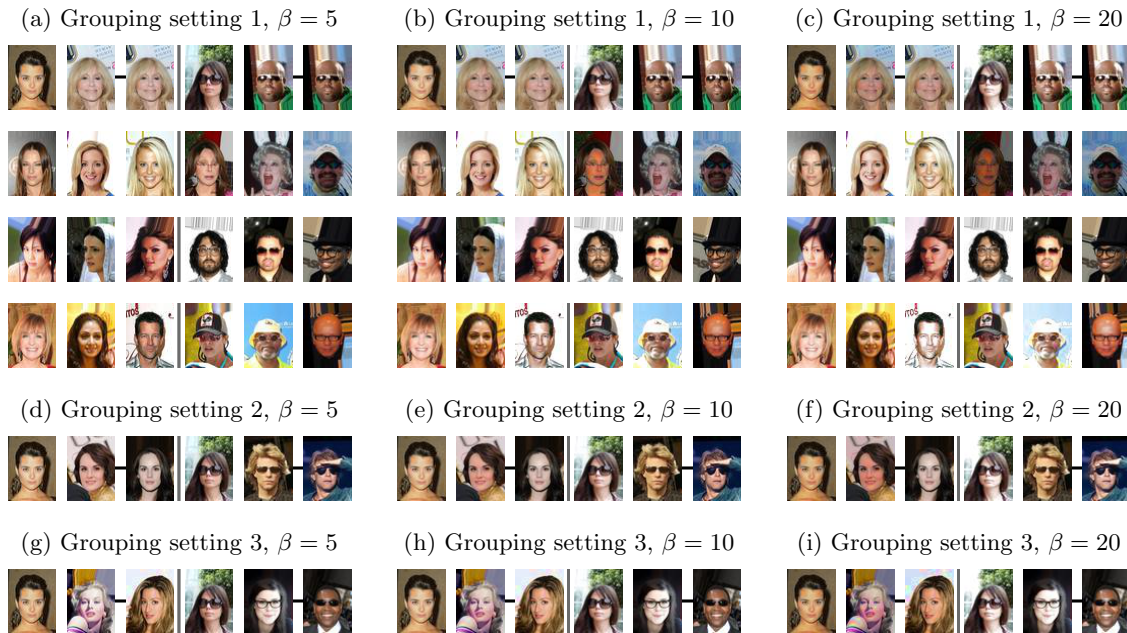 (a) Grouping setting 1, β = 5
(b) Grouping setting 1, β = 10
(c) Grouping setting 1, β = 20
(d) Grouping setting 2, β = 5
(e) Grouping setting 2, β = 10
(f) Grouping setting 2, β = 20
(g) Grouping setting 3, β = 5
(h) Grouping setting 3, β = 10
(i) Grouping setting 3, β = 20